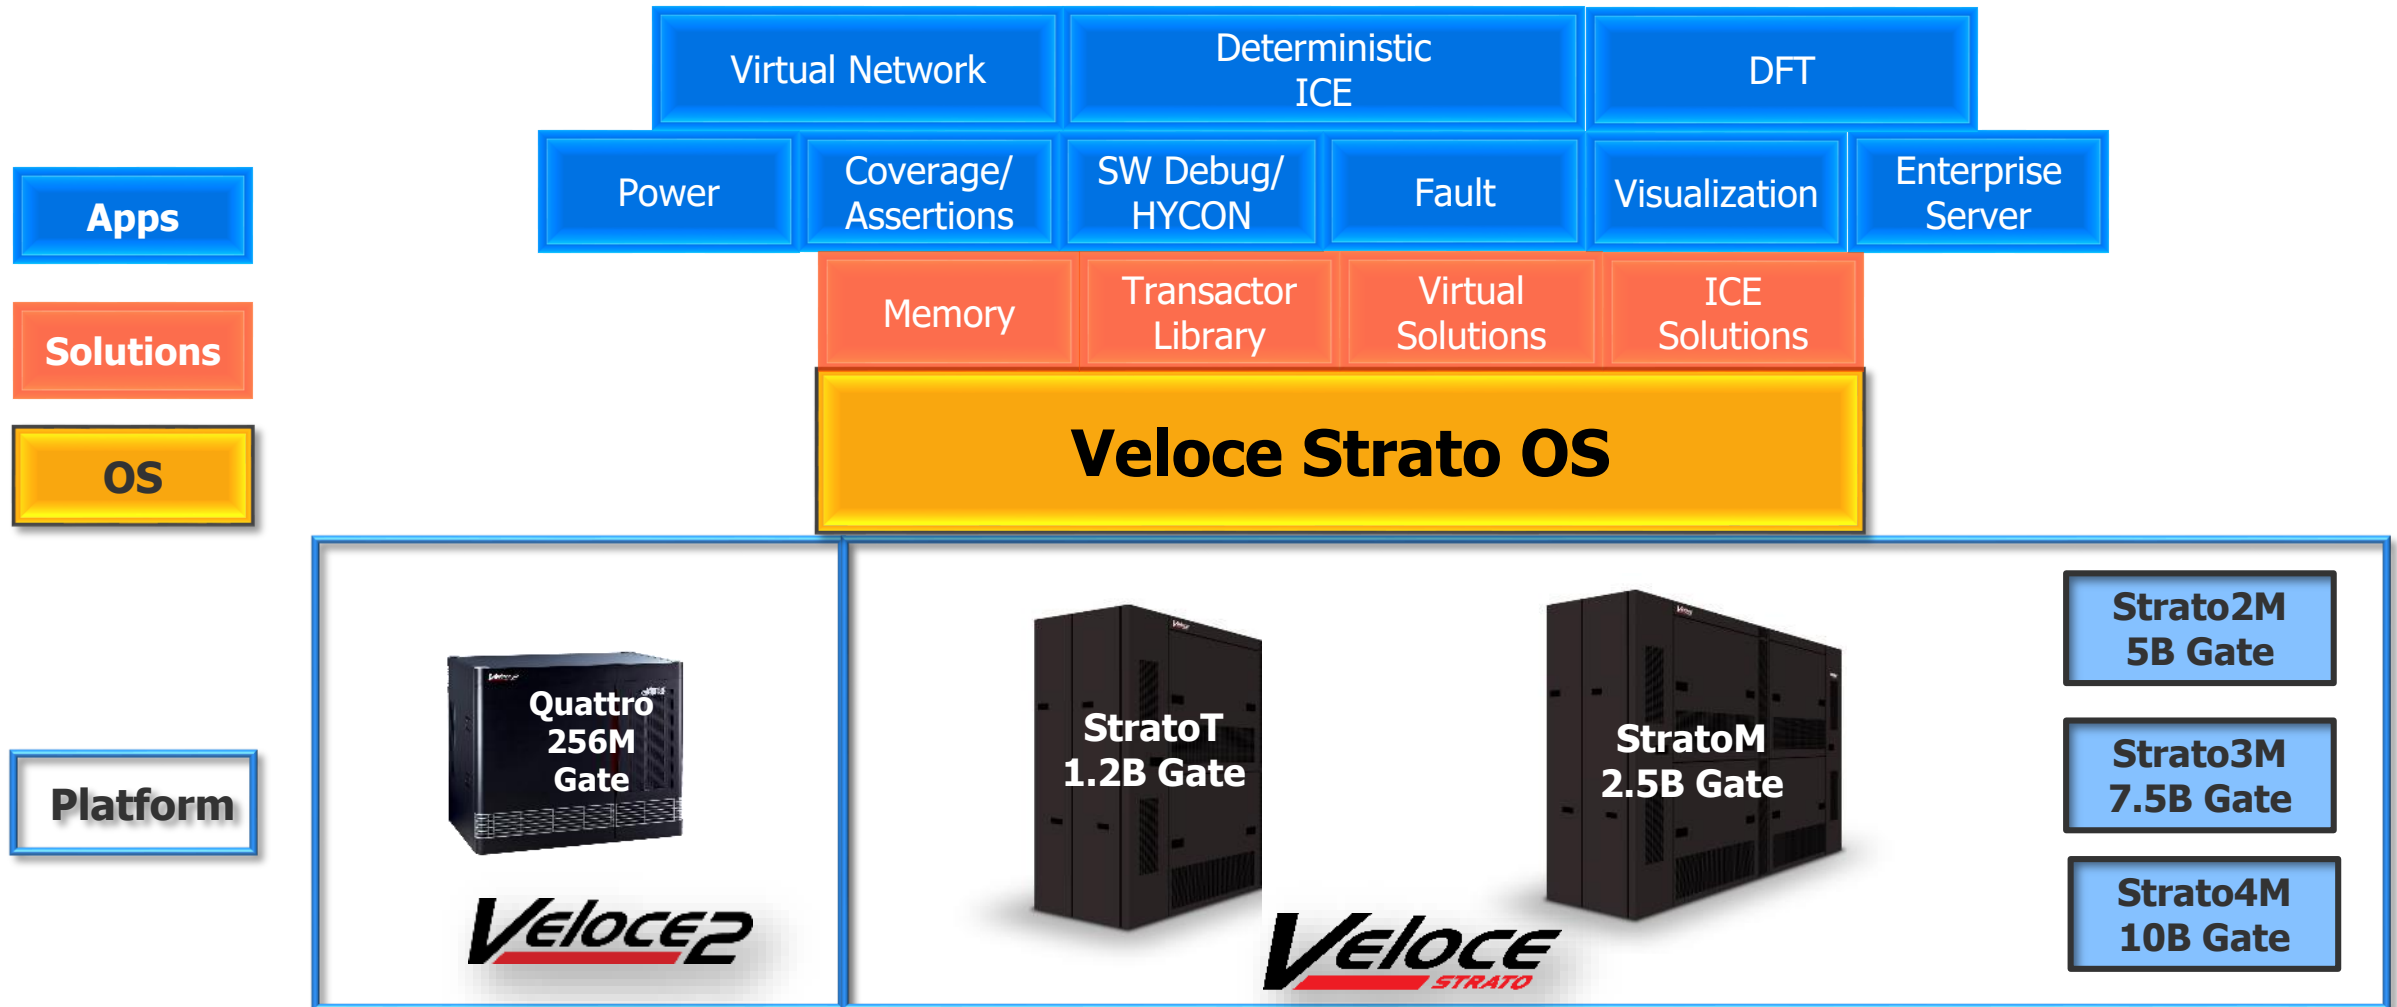 Virtual Network
Deterministic
ICE
DFT
Power
Coverage/
Assertions
SW Debug/
HYCON
Fault
Visualization
Enterprise
Server
Apps
Memory
Transactor
Library
Virtual
Solutions
ICE
Solutions
Solutions
Veloce Strato OS
OS
Platform
Quattro
256M
Gate
Veloce2
StratoT
1.2B Gate
StratoM
2.5B Gate
Veloce
STRATO
Strato2M
5B Gate
Strato3M
7.5B Gate
Strato4M
10B Gate